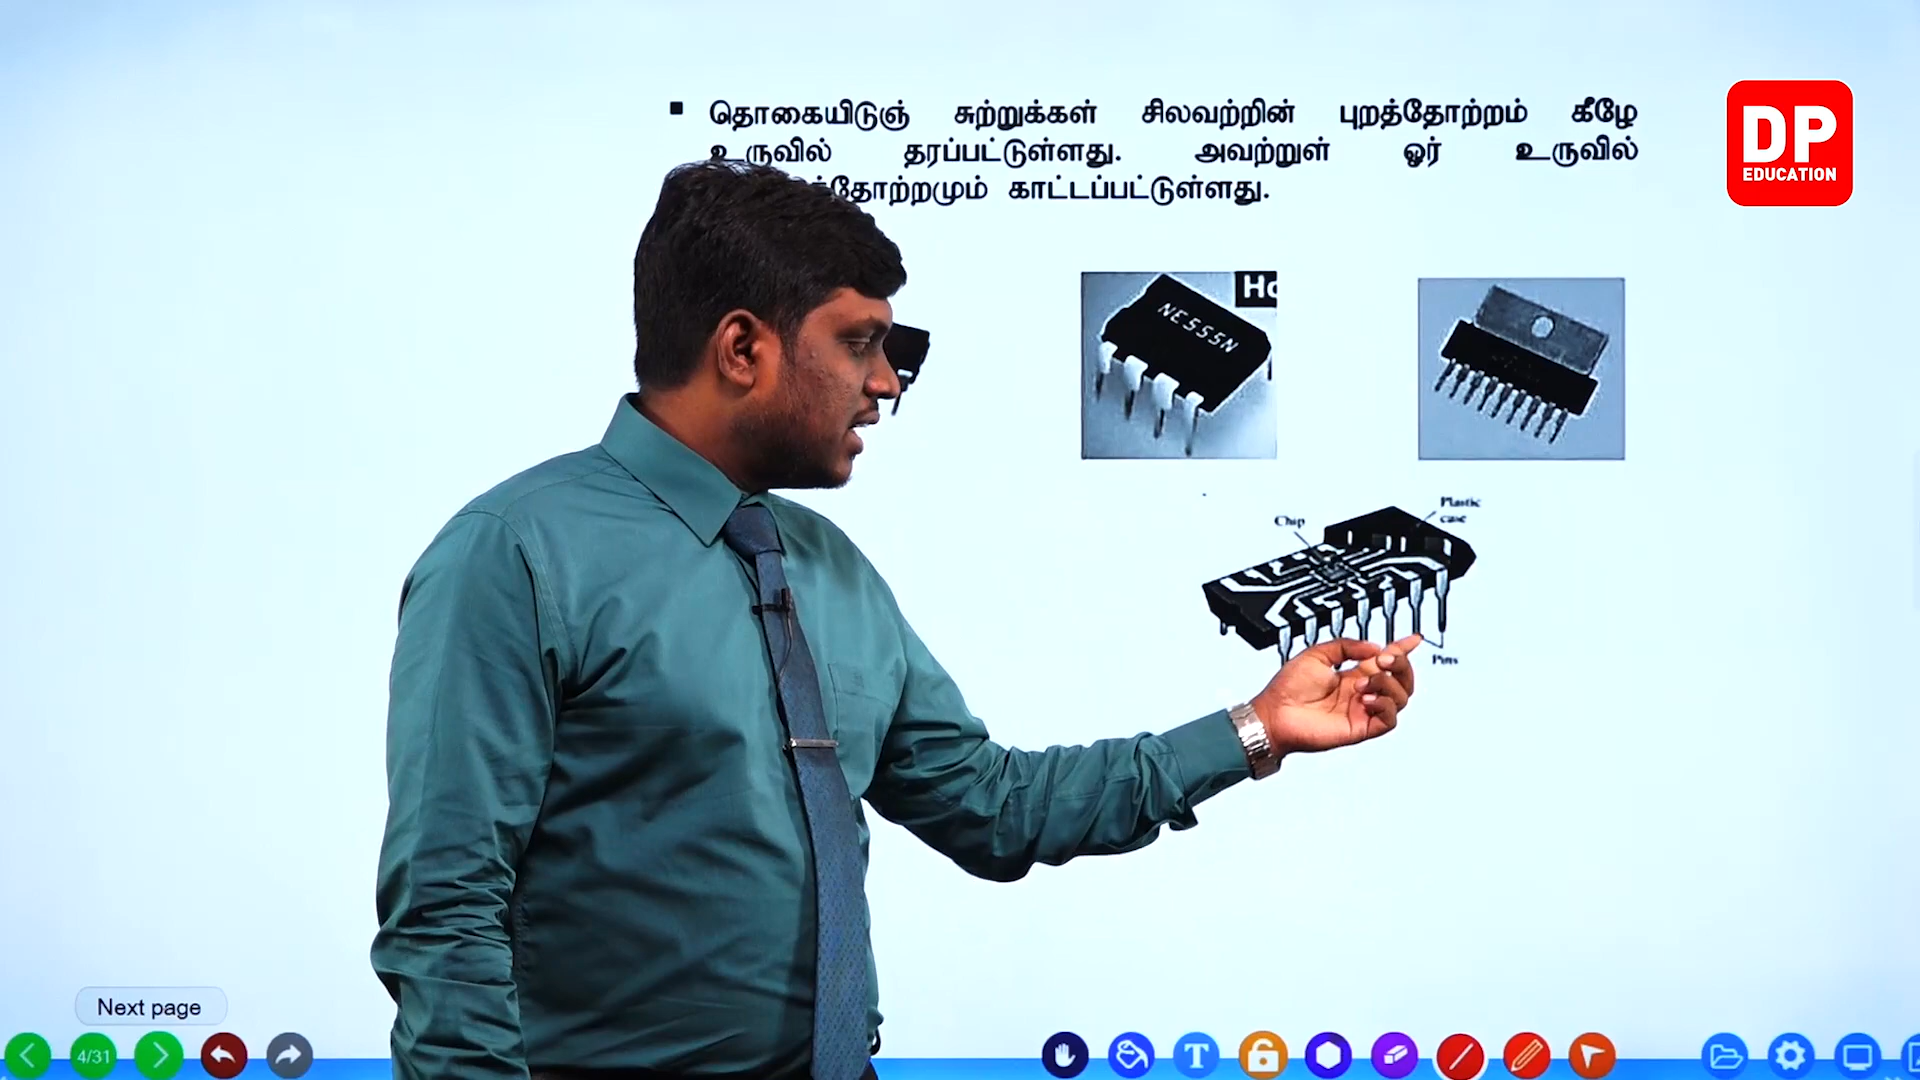 தொகையிடுஞ் சுற்றுக்கள் சிலவற்றின் புறத்தோற்றம் கீழே
உருவில் தரப்பட்டுள்ளது. அவற்றுள் ஓர் உருவில்
காட்டப்பட்டுள்ளது.
DP
EDUCATION
NE555N
Plastic
case
Chip
Pins
Next page
4/31
T